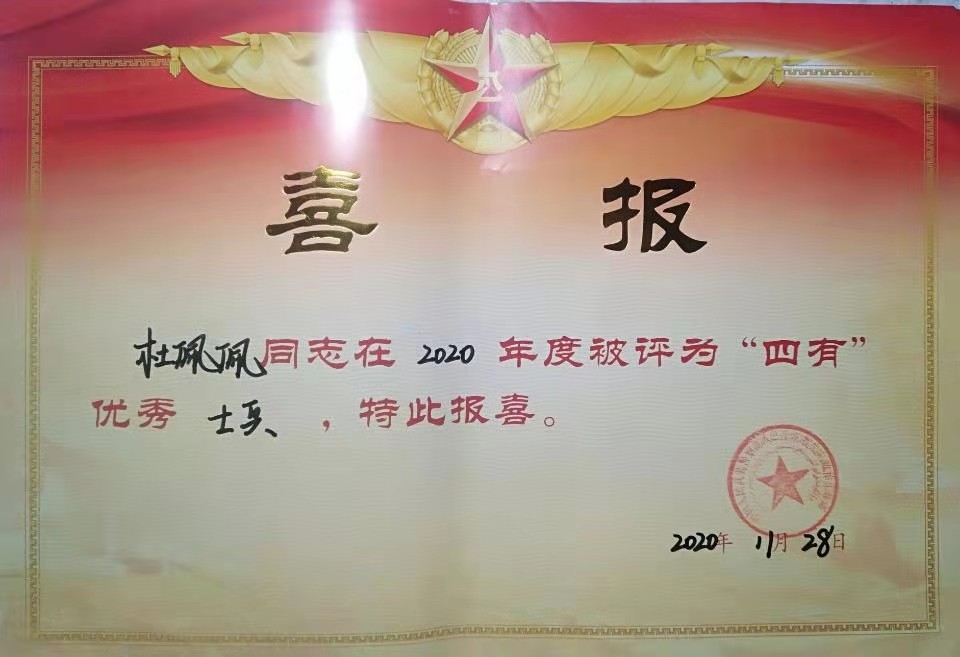 喜 报
杜佩佩同志在 2020 年度被评为“四有”
优秀 士兵 ，特此报喜。
2020年 11月 28日